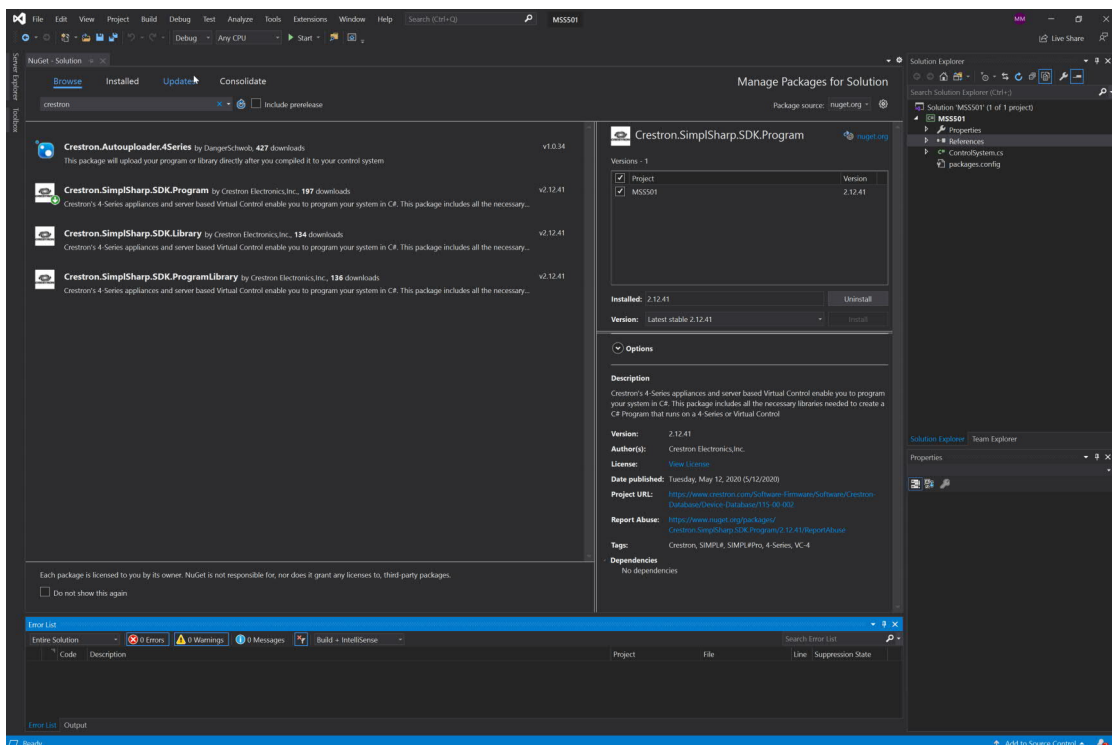 File Edit View Project Build Debug Test Analyze Tools Extensions Window Help Search (Ctrl+Q) MSS501 MM
Debug Any CPU Start Live Share
Server Explorer
Toolbox
NuGet - Solution
Browse Installed Updates Consolidate Manage Packages for Solution
crestron Include prerelease Package source: nuget.org
Crestron.Autouploader.4Series by DangerSchwob, 427 downloads v1.0.34
This package will upload your program or library directly after you compiled it to your control system
Crestron.SimplSharp.SDK.Program by Crestron Electronics,Inc., 197 downloads v2.12.41
Crestron's 4-Series appliances and server based Virtual Control enable you to program your system in C#. This package includes all the necessary...
Crestron.SimplSharp.SDK.Library by Crestron Electronics,Inc., 134 downloads v2.12.41
Crestron's 4-Series appliances and server based Virtual Control enable you to program your system in C#. This package includes all the necessary...
Crestron.SimplSharp.SDK.ProgramLibrary by Crestron Electronics,Inc., 136 downloads v2.12.41
Crestron's 4-Series appliances and server based Virtual Control enable you to program your system in C#. This package includes all the necessary...
Each package is licensed to you by its owner. NuGet is not responsible for, nor does it grant any licenses to, third-party packages.
Do not show this again
Crestron.SimplSharp.SDK.Program nuget.org
Versions - 1
Project Version
MSS501 2.12.41
Installed: 2.12.41 Uninstall
Version: Latest stable 2.12.41 Install
Options
Description
Crestron's 4-Series appliances and server based Virtual Control enable you to program
your system in C#. This package includes all the necessary libraries needed to create a
C# Program that runs on a 4-Series or Virtual Control
Version: 2.12.41
Author(s): Crestron Electronics,Inc.
License: View License
Date published: Tuesday, May 12, 2020 (5/12/2020)
Project URL: https://www.crestron.com/Software-Firmware/Software/Crestron-
Database/Device-Database/115-00-002
Report Abuse: https://www.nuget.org/packages/
Crestron.SimplSharp.SDK.Program/2.12.41/ReportAbuse
Tags: Crestron, SIMPL#, SIMPL#Pro, 4-Series, VC-4
Dependencies
No dependencies
Solution Explorer
Search Solution Explorer (Ctrl+;)
Solution 'MSS501' (1 of 1 project)
MSS501
Properties
References
ControlSystem.cs
packages.config
Solution Explorer Team Explorer
Properties
Error List
Entire Solution 0 Errors 0 Warnings 0 Messages Build + IntelliSense Search Error List
Code Description Project File Line Suppression State
Error List Output
Ready Add to Source Control